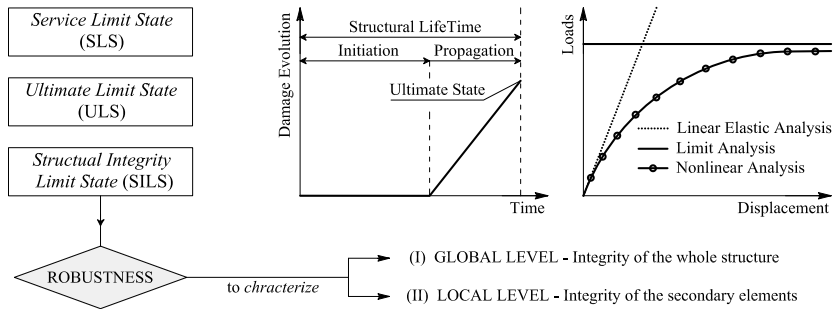 Service Limit State
(SLS)
Ultimate Limit State
(ULS)
Structual Integrity
Limit State (SILS)
ROBUSTNESS
to chracterize
(I) GLOBAL LEVEL - Integrity of the whole structure
(II) LOCAL LEVEL - Integrity of the secondary elements
Damage Evolution
Structural LifeTime
Initiation
Propagation
Ultimate State
Time
Loads
Linear Elastic Analysis
Limit Analysis
Nonlinear Analysis
Displacement